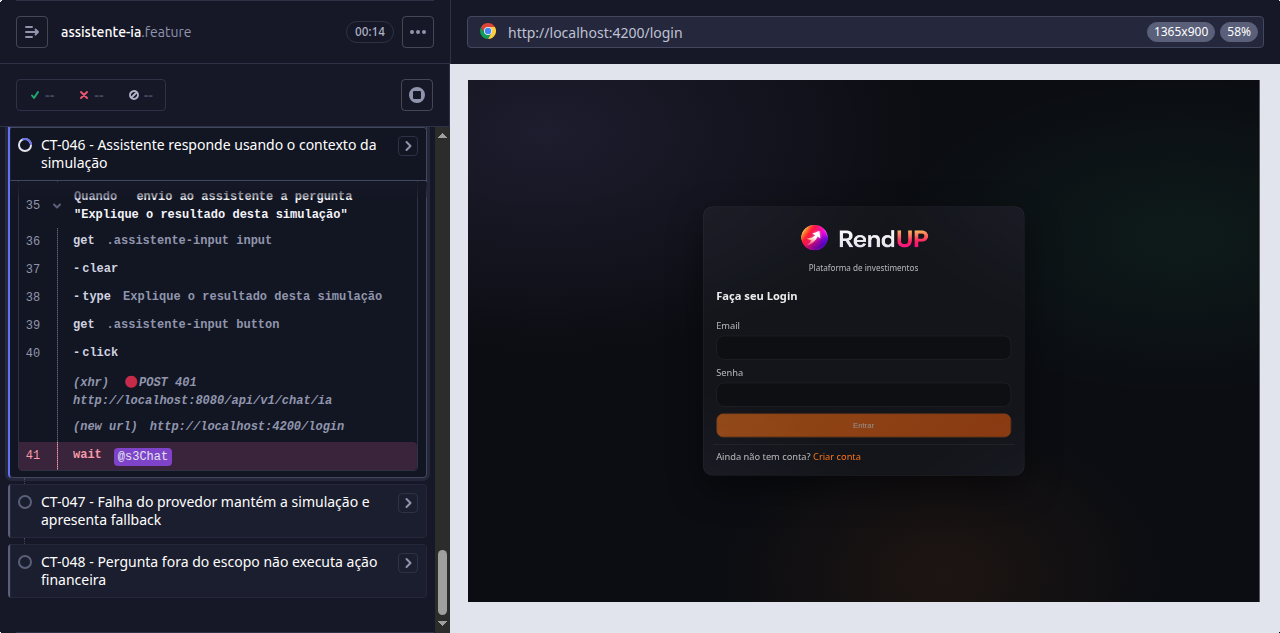 assistente-ia.feature
00:14
http://localhost:4200/login
1365x900
58%
--
--
--
CT-046 - Assistente responde usando o contexto da
simulação
35 Quando envio ao assistente a pergunta
"Explique o resultado desta simulação"
36 get .assistente-input input
37 -clear
38 -type Explique o resultado desta simulação
39 get .assistente-input button
40 -click
(xhr) POST 401
http://localhost:8080/api/v1/chat/ia
(new url) http://localhost:4200/login
41 wait @s3Chat
CT-047 - Falha do provedor mantém a simulação e
apresenta fallback
CT-048 - Pergunta fora do escopo não executa ação
financeira
RendUP
Plataforma de investimentos
Faça seu Login
Email
Senha
Entrar
Ainda não tem conta? Criar conta